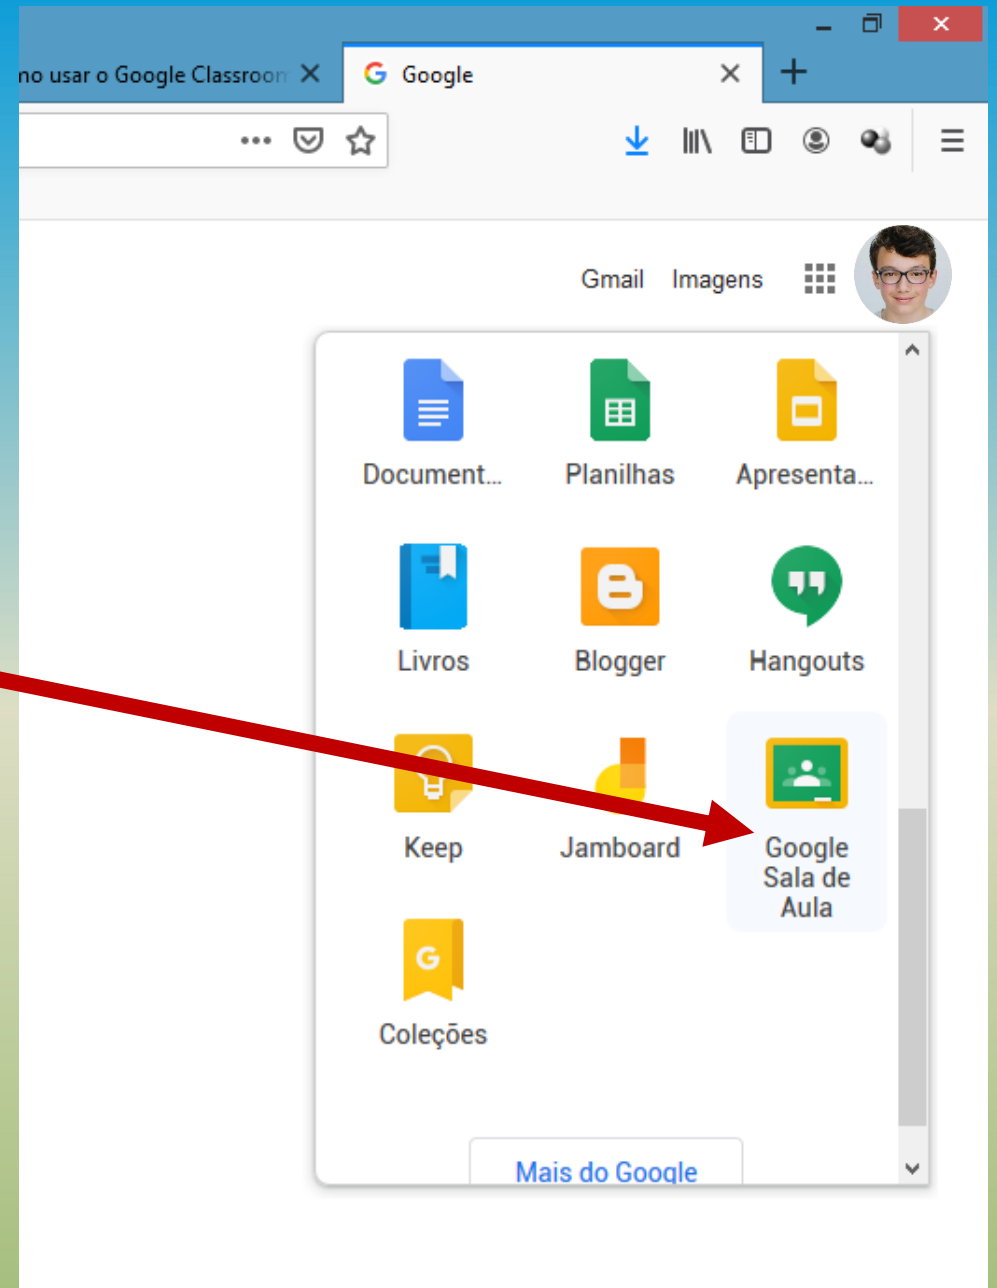 mo usar o Google Classroom
Google
Gmail Imagens
Document... Planilhas Apresenta...
Livros Blogger Hangouts
Keep Jamboard Google
Sala de
Aula
Coleções
Mais do Google